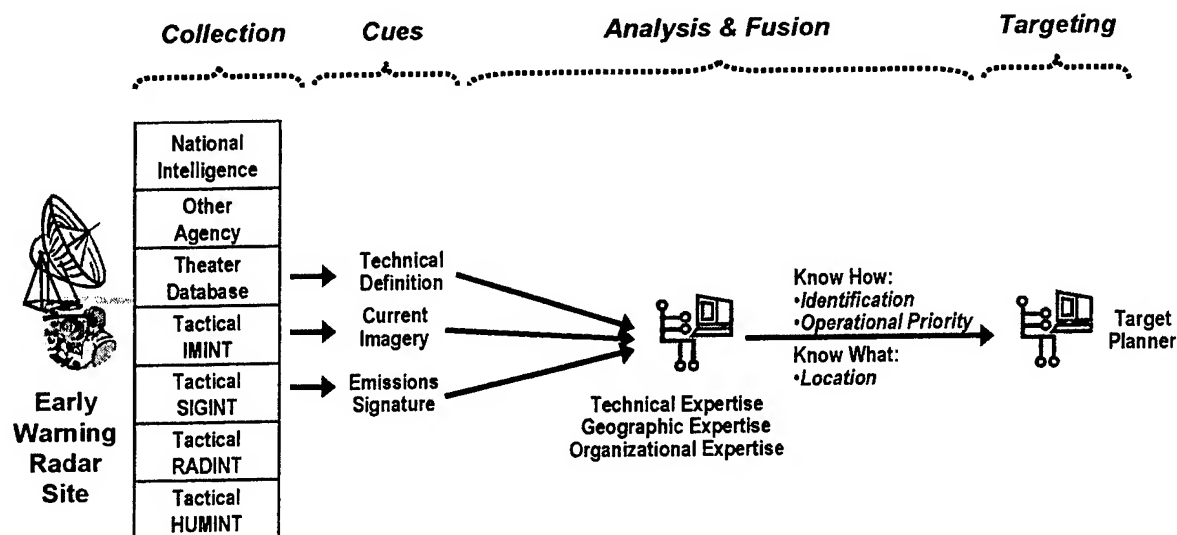 Collection
Cues
Analysis & Fusion
Targeting
National
Intelligence
Other
Agency
Theater
Database
Tactical
IMINT
Tactical
SIGINT
Tactical
RADINT
Tactical
HUMINT
Early
Warning
Radar
Site
Technical
Definition
Current
Imagery
Emissions
Signature
Technical Expertise
Geographic Expertise
Organizational Expertise
Know How:
•Identification
•Operational Priority
Know What:
•Location
Target
Planner